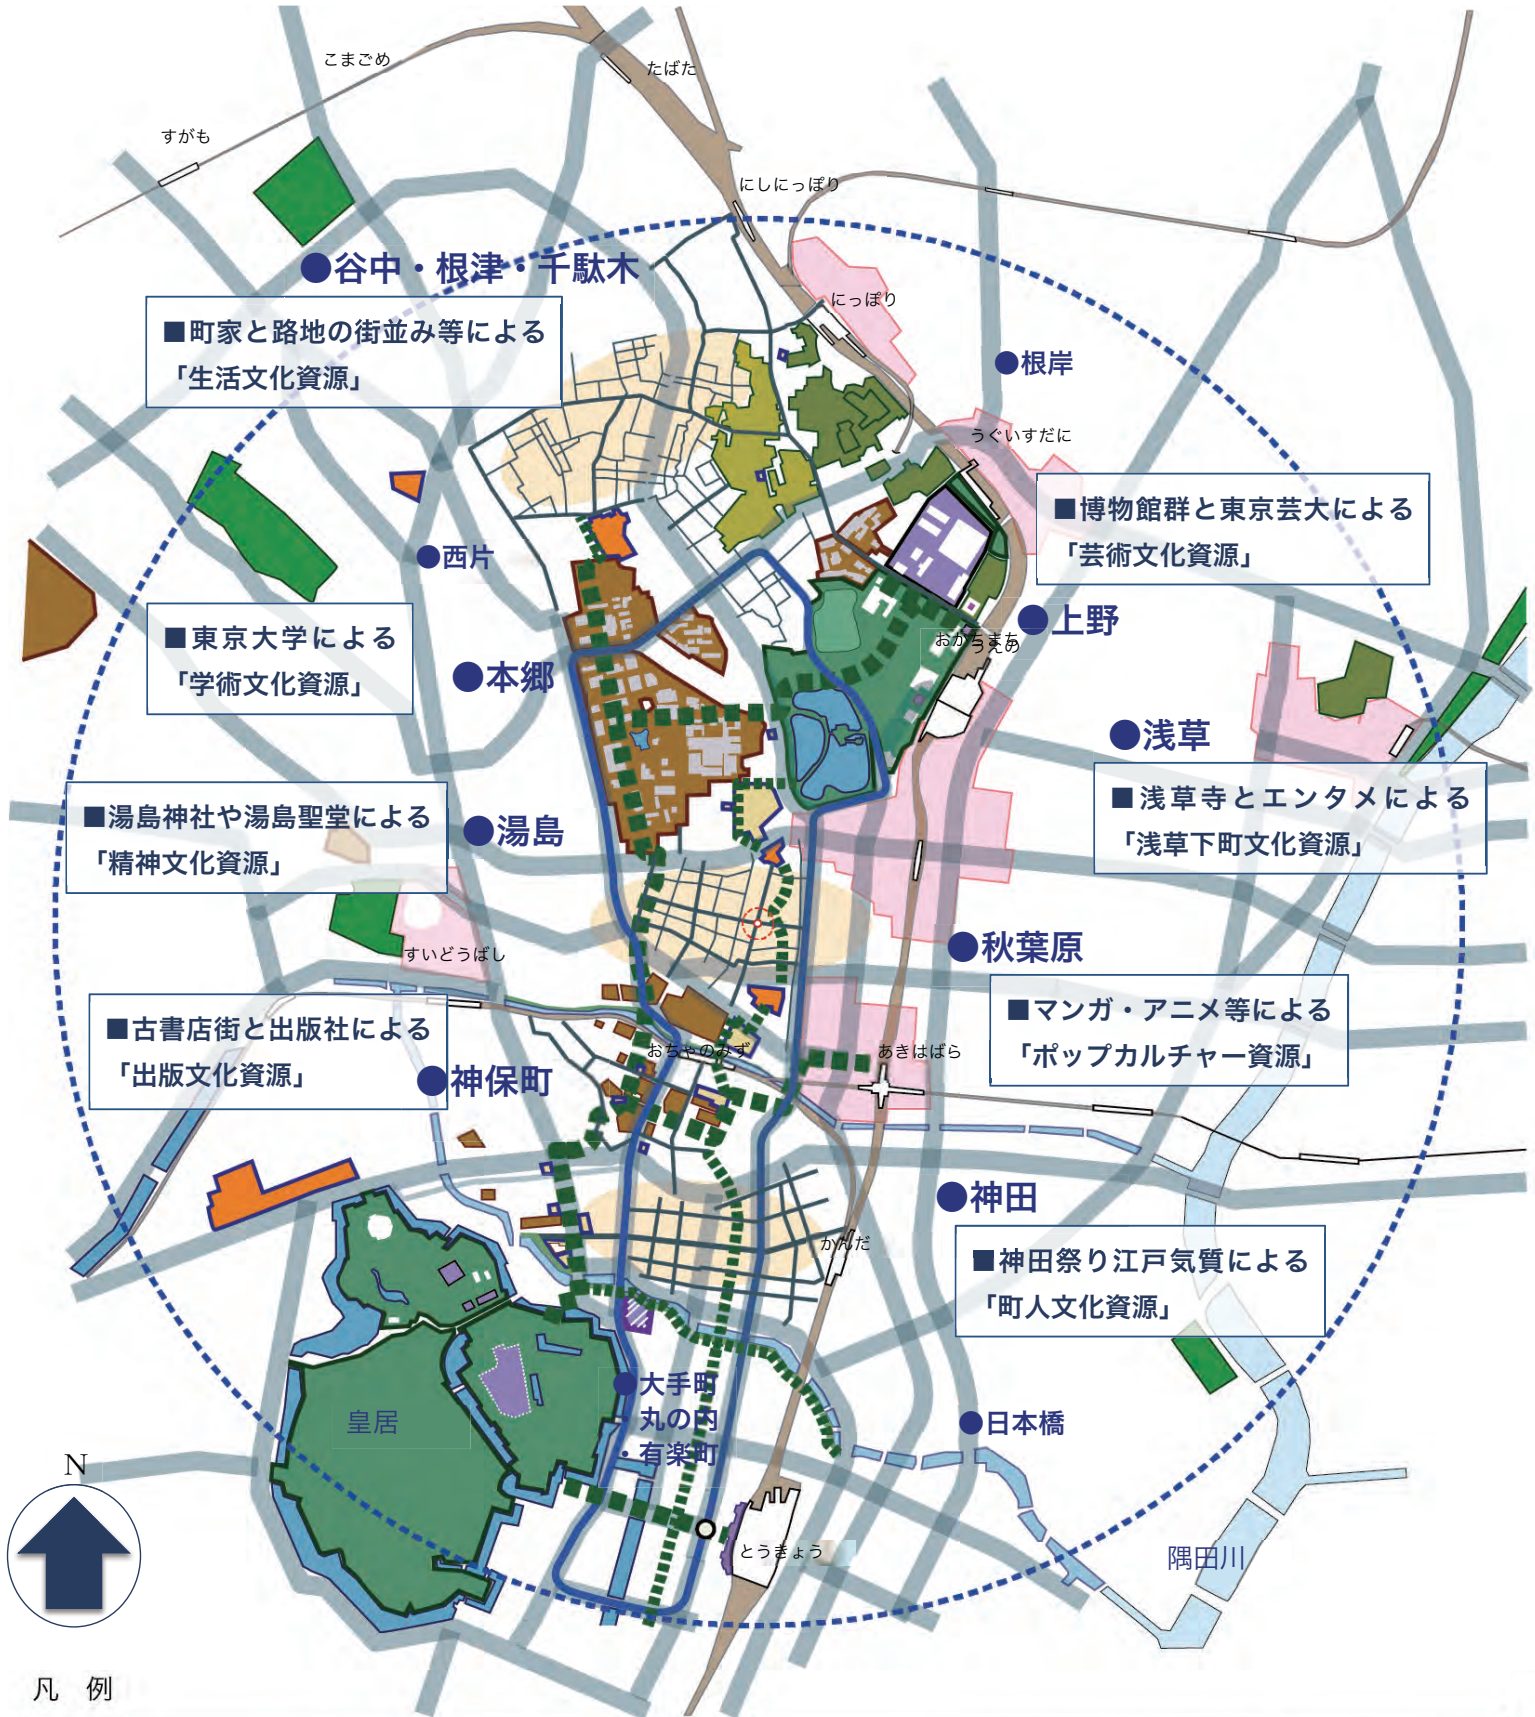 こまごめ
たばた
すがも
にしにっぽり
●谷中・根津・千駄木
■町家と路地の街並み等による
「生活文化資源」
にっぽり
●根岸
うぐいすだに
■博物館群と東京芸大による
「芸術文化資源」
●西片
■東京大学による
「学術文化資源」
●上野
おかちまち
うえの
●本郷
●浅草
■浅草寺とエンタメによる
「浅草下町文化資源」
■湯島神社や湯島聖堂による
「精神文化資源」
●湯島
●秋葉原
すいどうばし
■マンガ・アニメ等による
「ポップカルチャー資源」
■古書店街と出版社による
「出版文化資源」
おちゃのみず
あきはばら
●神保町
●神田
かんだ
■神田祭り江戸気質による
「町人文化資源」
●大手町
・丸の内
・有楽町
皇居
●日本橋
N
とうきょう
隅田川
凡 例